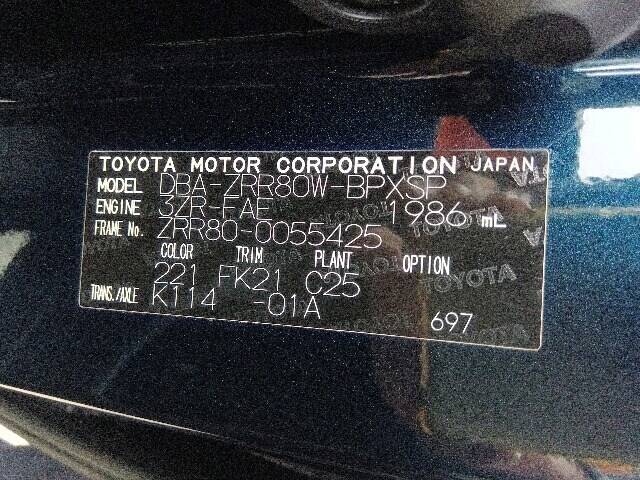 TOYOTA MOTOR CORPORATION JAPAN
MODEL DBA-ZRR80W-BPXSP
ENGINE 3ZR-FAE 1986 mL
FRAME No. ZRR80-0055425
COLOR TRIM PLANT OPTION
221 FK21 C25
TRANS./AXLE K114 -01A
697